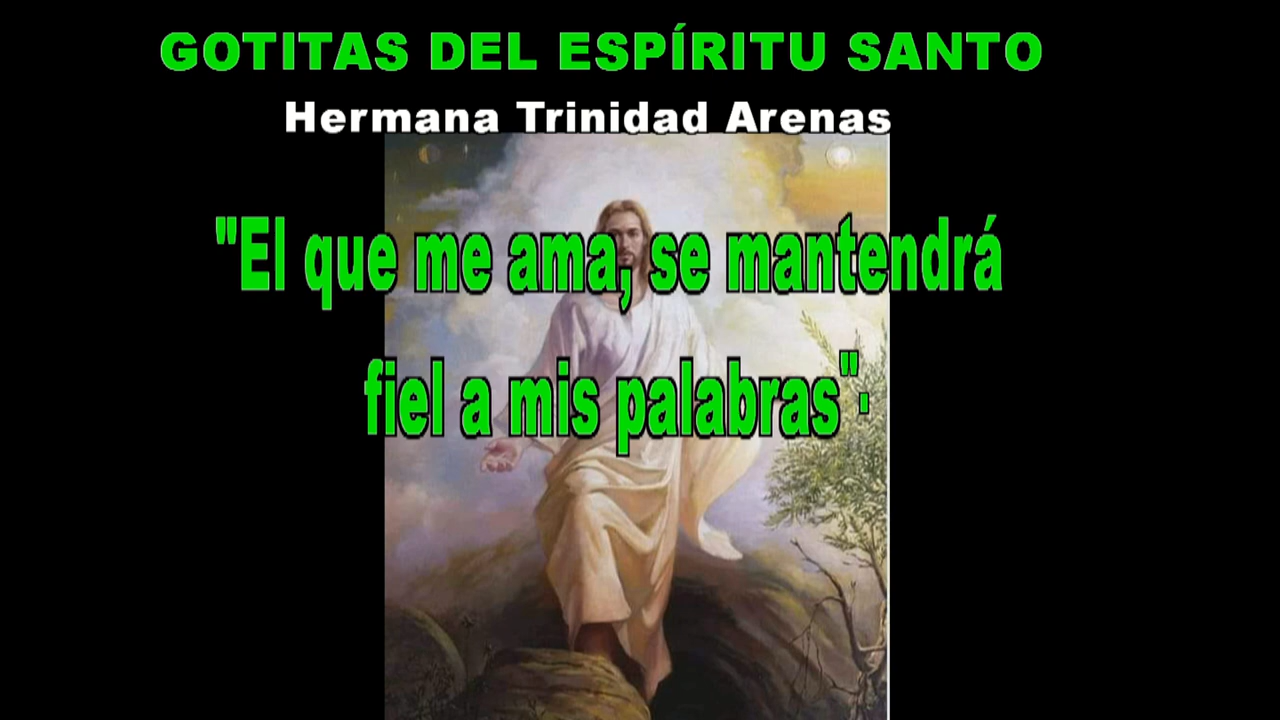 GOTITAS DEL ESPÍRITU SANTO
Hermana Trinidad Arenas
"El que me ama, se mantendrá
fiel a mis palabras".